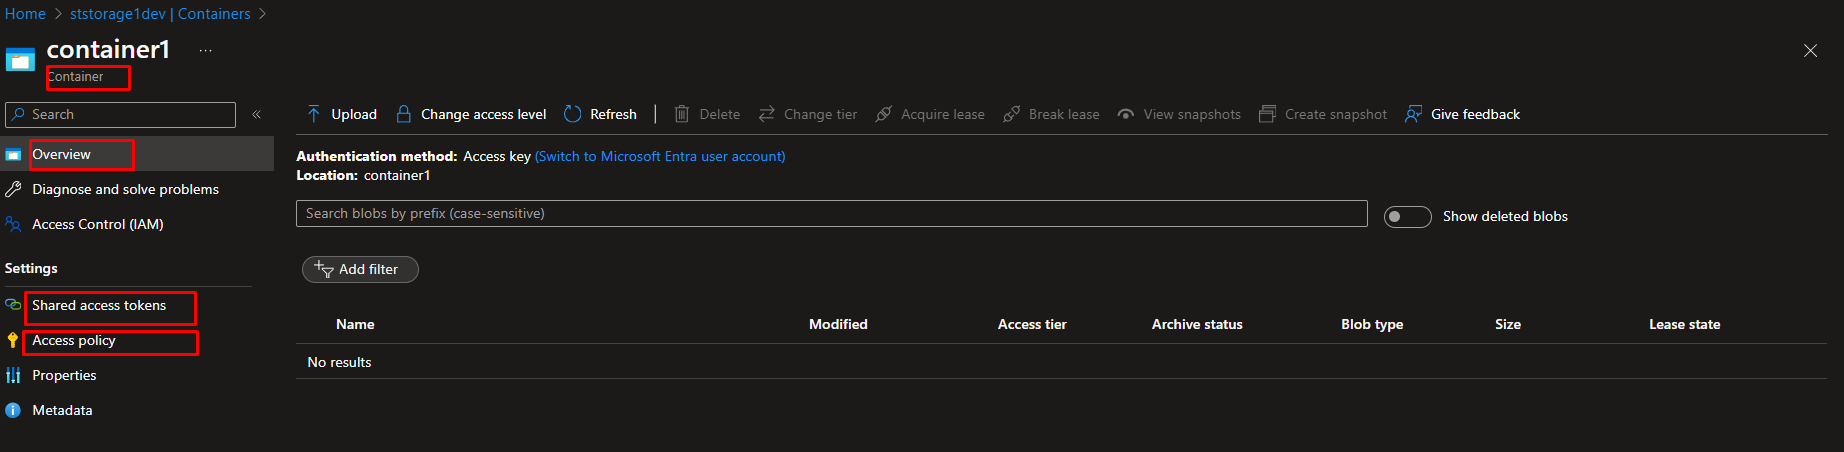 Home > ststorage1dev | Containers >
container1 ...
Container
Search «
Overview
Diagnose and solve problems
Access Control (IAM)
Settings
Shared access tokens
Access policy
Properties
Metadata
Upload Change access level Refresh Delete Change tier Acquire lease Break lease View snapshots Create snapshot Give feedback
Authentication method: Access key (Switch to Microsoft Entra user account)
Location: container1
Search blobs by prefix (case-sensitive) Show deleted blobs
Add filter
Name Modified Access tier Archive status Blob type Size Lease state
No results